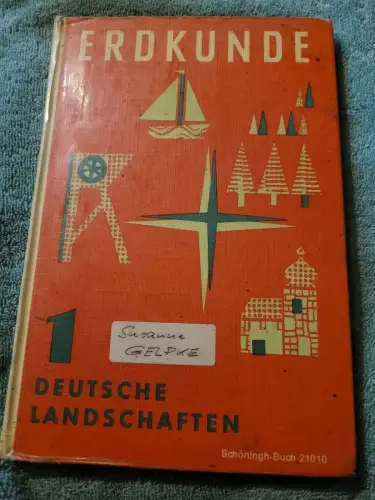 ERDKUNDE
1
Susanne
GELPKE
DEUTSCHE
LANDSCHAFTEN
Schöningh-Buch 21010